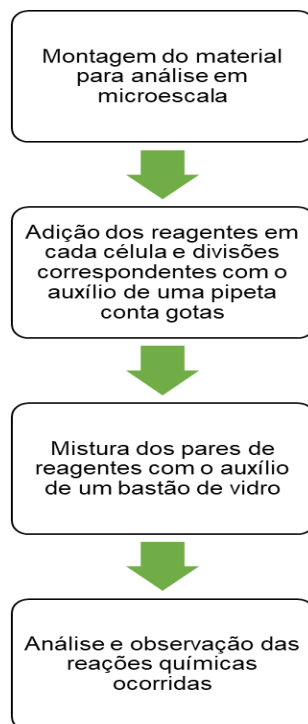 Montagem do material
para análise em
microescala
Adição dos reagentes em
cada célula e divisões
correspondentes com o
auxílio de uma pipeta
conta gotas
Mistura dos pares de
reagentes com o auxílio
de um bastão de vidro
Análise e observação das
reações químicas
ocorridas